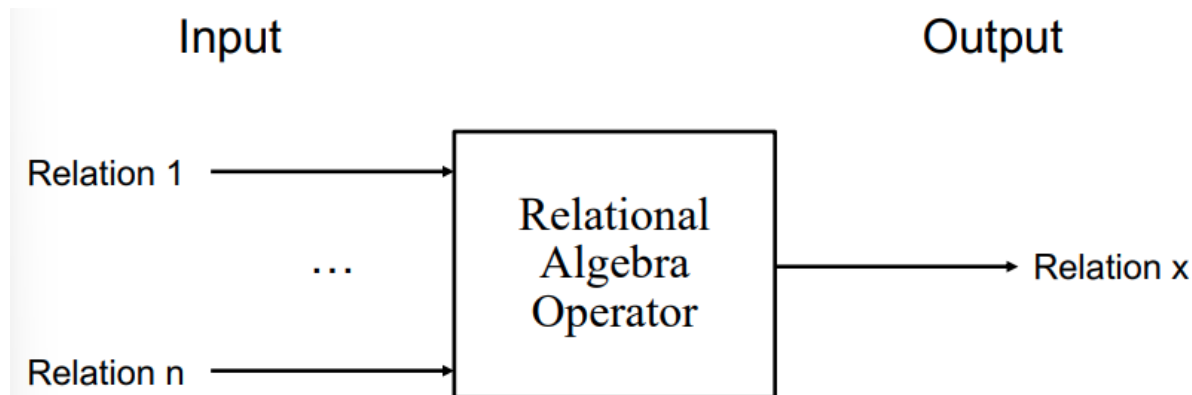 Input
Output
Relation 1
Relational
Algebra
Operator
...
Relation x
Relation n